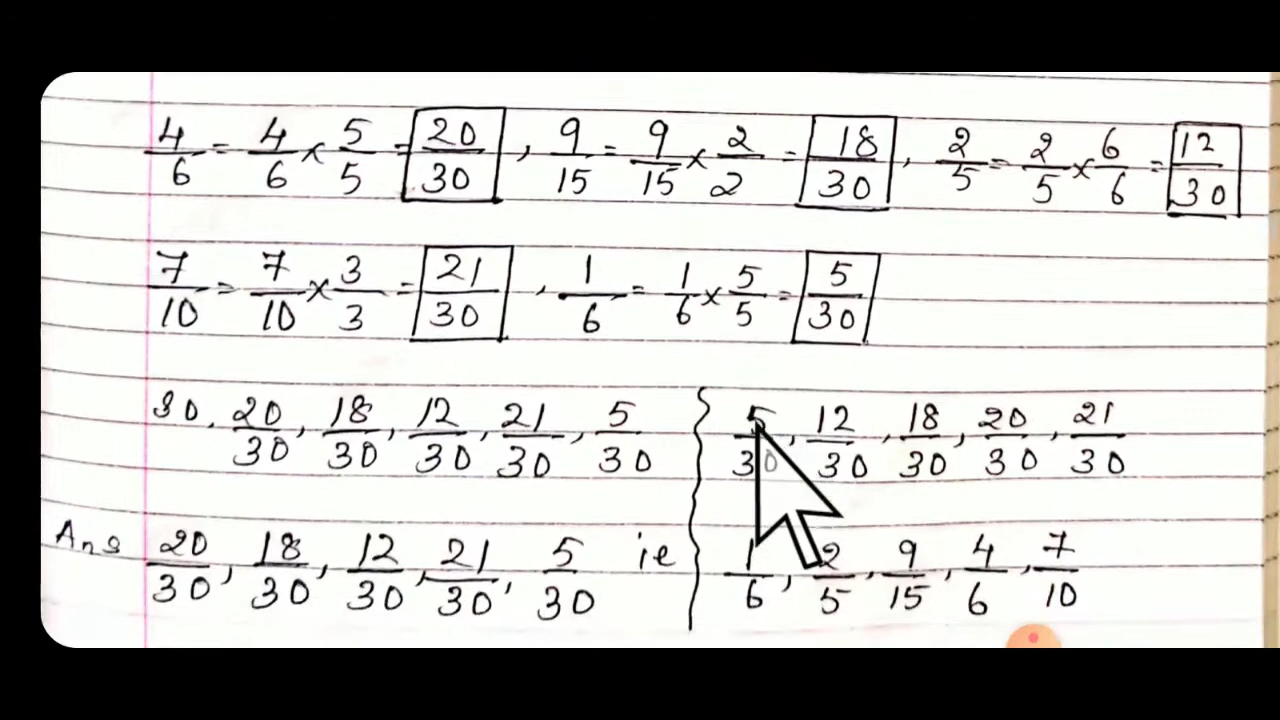 4/6 = 4/6 × 5/5 = 20/30 , 9/15 = 9/15 × 2/2 = 18/30 , 2/5 = 2/5 × 6/6 = 12/30
7/10 = 7/10 × 3/3 = 21/30 , 1/6 = 1/6 × 5/5 = 5/30
30. 20/30, 18/30, 12/30, 21/30, 5/30
5/30, 12/30, 18/30, 20/30, 21/30
Ans 20/30, 18/30, 12/30, 21/30, 5/30 ie
1/6, 2/5, 9/15, 4/6, 7/10